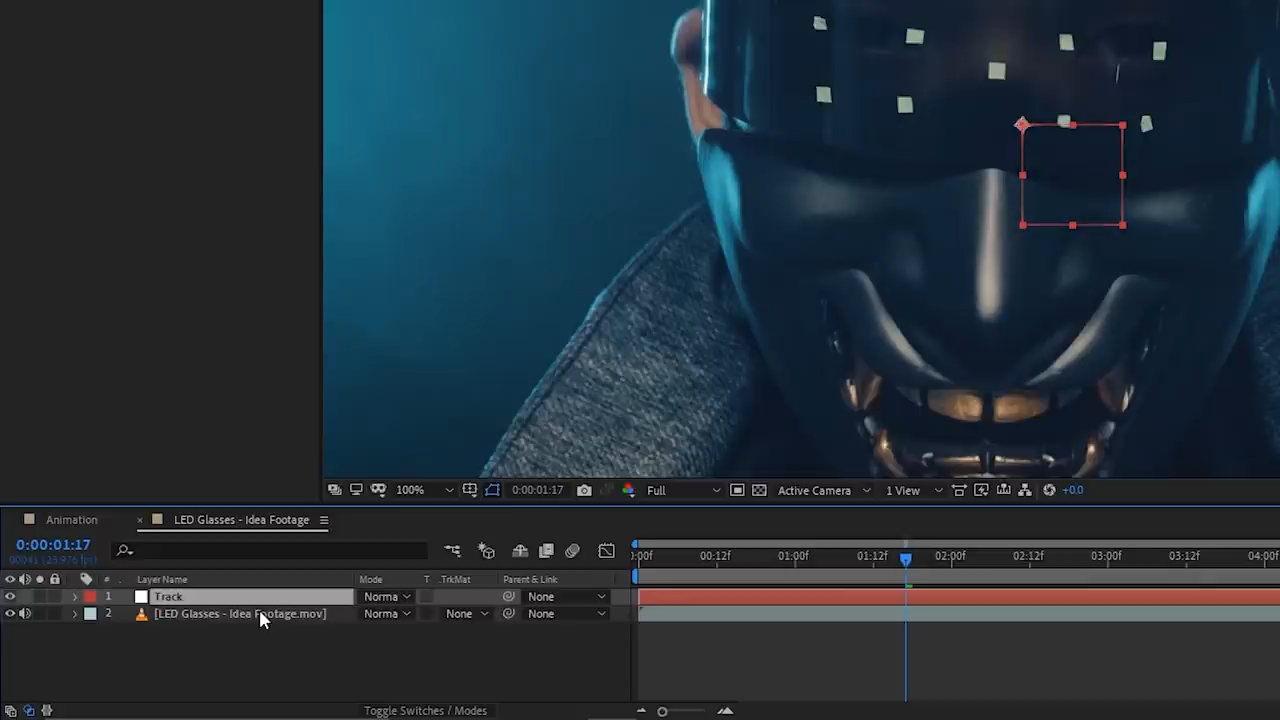 100%
0:00:01:17
Full
Active Camera
1 View
+0.0
Animation
× LED Glasses - Idea Footage
0:00:01:17
:00f 00:12f 01:00f 01:12f 02:00f 02:12f 03:00f 03:12f 04:00f
# Layer Name Mode T .TrkMat Parent & Link
1 Track Norma None
2 [LED Glasses - Idea Footage.mov] Norma None None
Toggle Switches / Modes